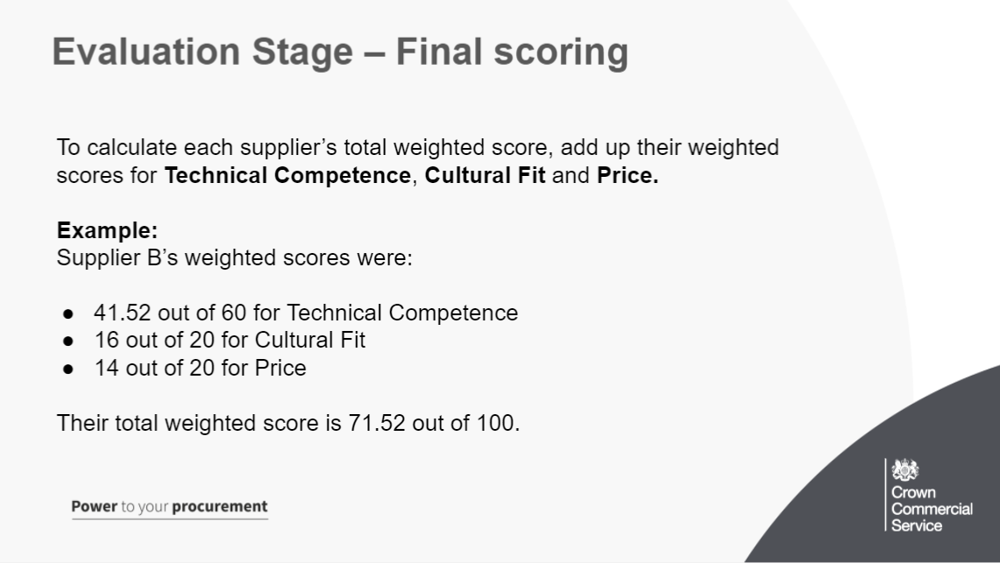 Evaluation Stage – Final scoring
To calculate each supplier’s total weighted score, add up their weighted
scores for Technical Competence, Cultural Fit and Price.
Example:
Supplier B’s weighted scores were:
● 41.52 out of 60 for Technical Competence
● 16 out of 20 for Cultural Fit
● 14 out of 20 for Price
Their total weighted score is 71.52 out of 100.
Power to your procurement
Crown
Commercial
Service